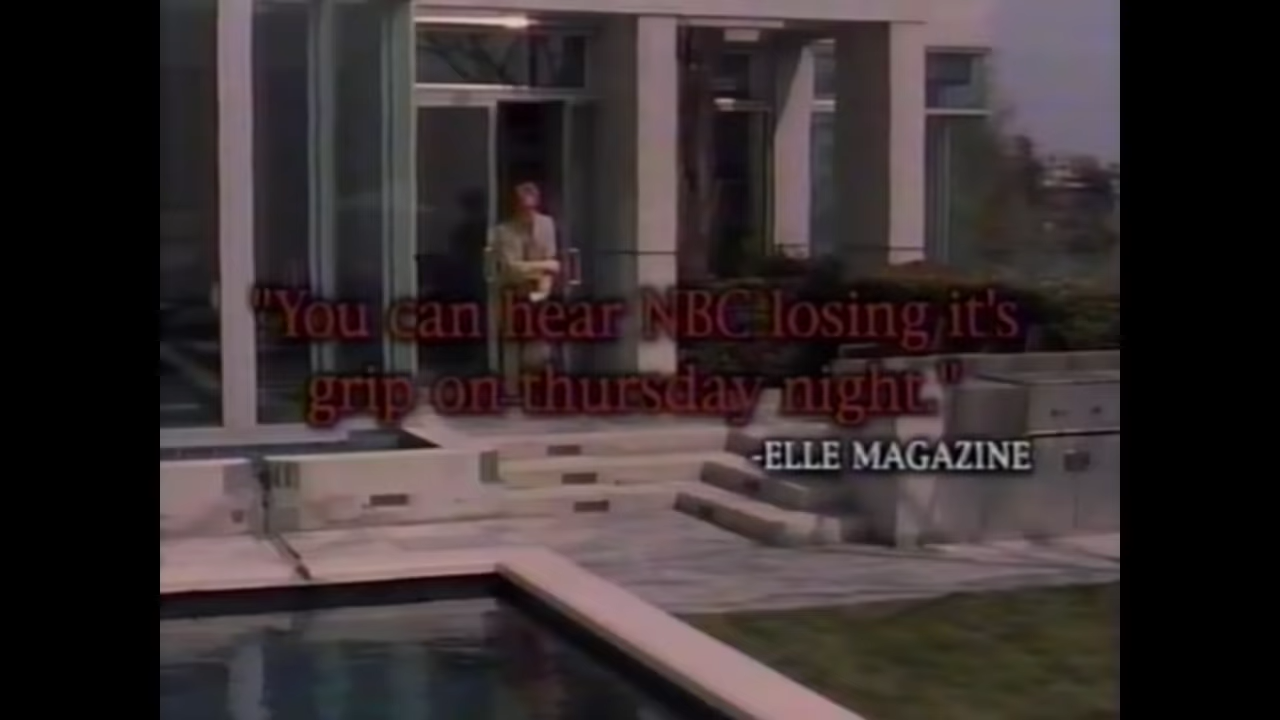 "You can hear NBC losing it's
grip on thursday night."
-ELLE MAGAZINE